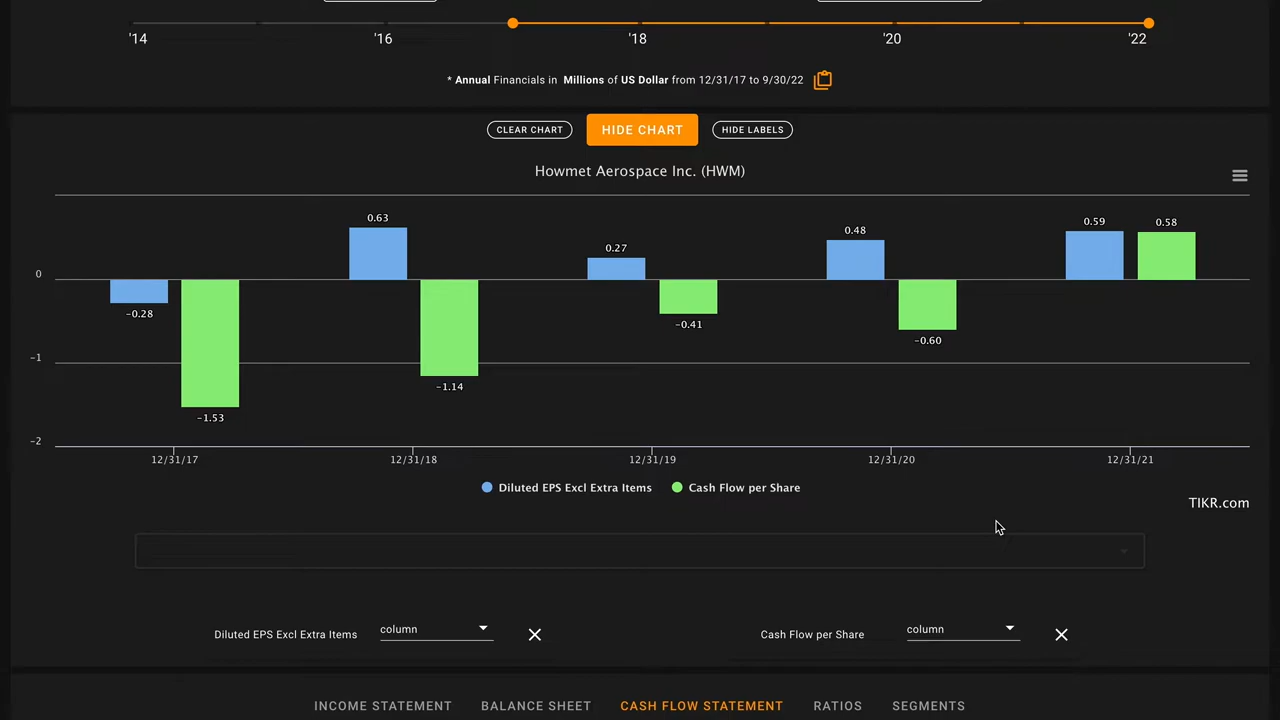 '14 '16 '18 '20 '22
* Annual Financials in Millions of US Dollar from 12/31/17 to 9/30/22
CLEAR CHART HIDE CHART HIDE LABELS
Howmet Aerospace Inc. (HWM)
0.63 0.27 0.48 0.59 0.58
0
-0.28 -0.41 -0.60
-1
-1.53 -1.14
-2
12/31/17 12/31/18 12/31/19 12/31/20 12/31/21
Diluted EPS Excl Extra Items Cash Flow per Share
TIKR.com
Diluted EPS Excl Extra Items column Cash Flow per Share column
INCOME STATEMENT BALANCE SHEET CASH FLOW STATEMENT RATIOS SEGMENTS